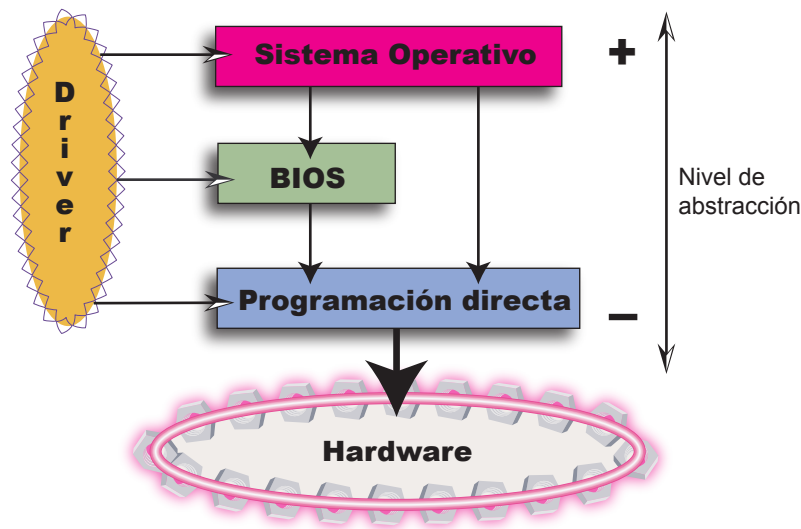 Driver
Sistema Operativo
+
BIOS
Nivel de
abstracción
Programación directa
–
Hardware